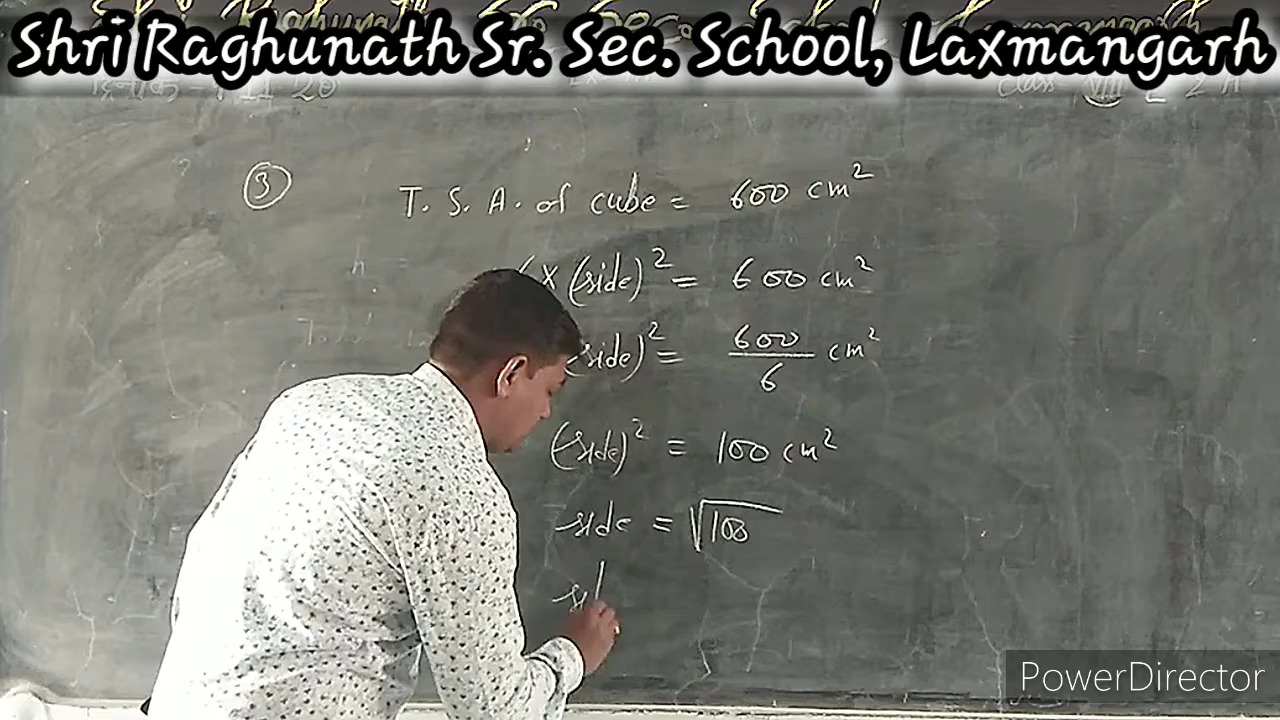 Shri Raghunath Sr. Sec. School, Laxmangarh
③ T. S. A. of cube = 600 cm²
× (side)² = 600 cm²
side)² = 600/6 cm²
(side)² = 100 cm²
side = √100
PowerDirector